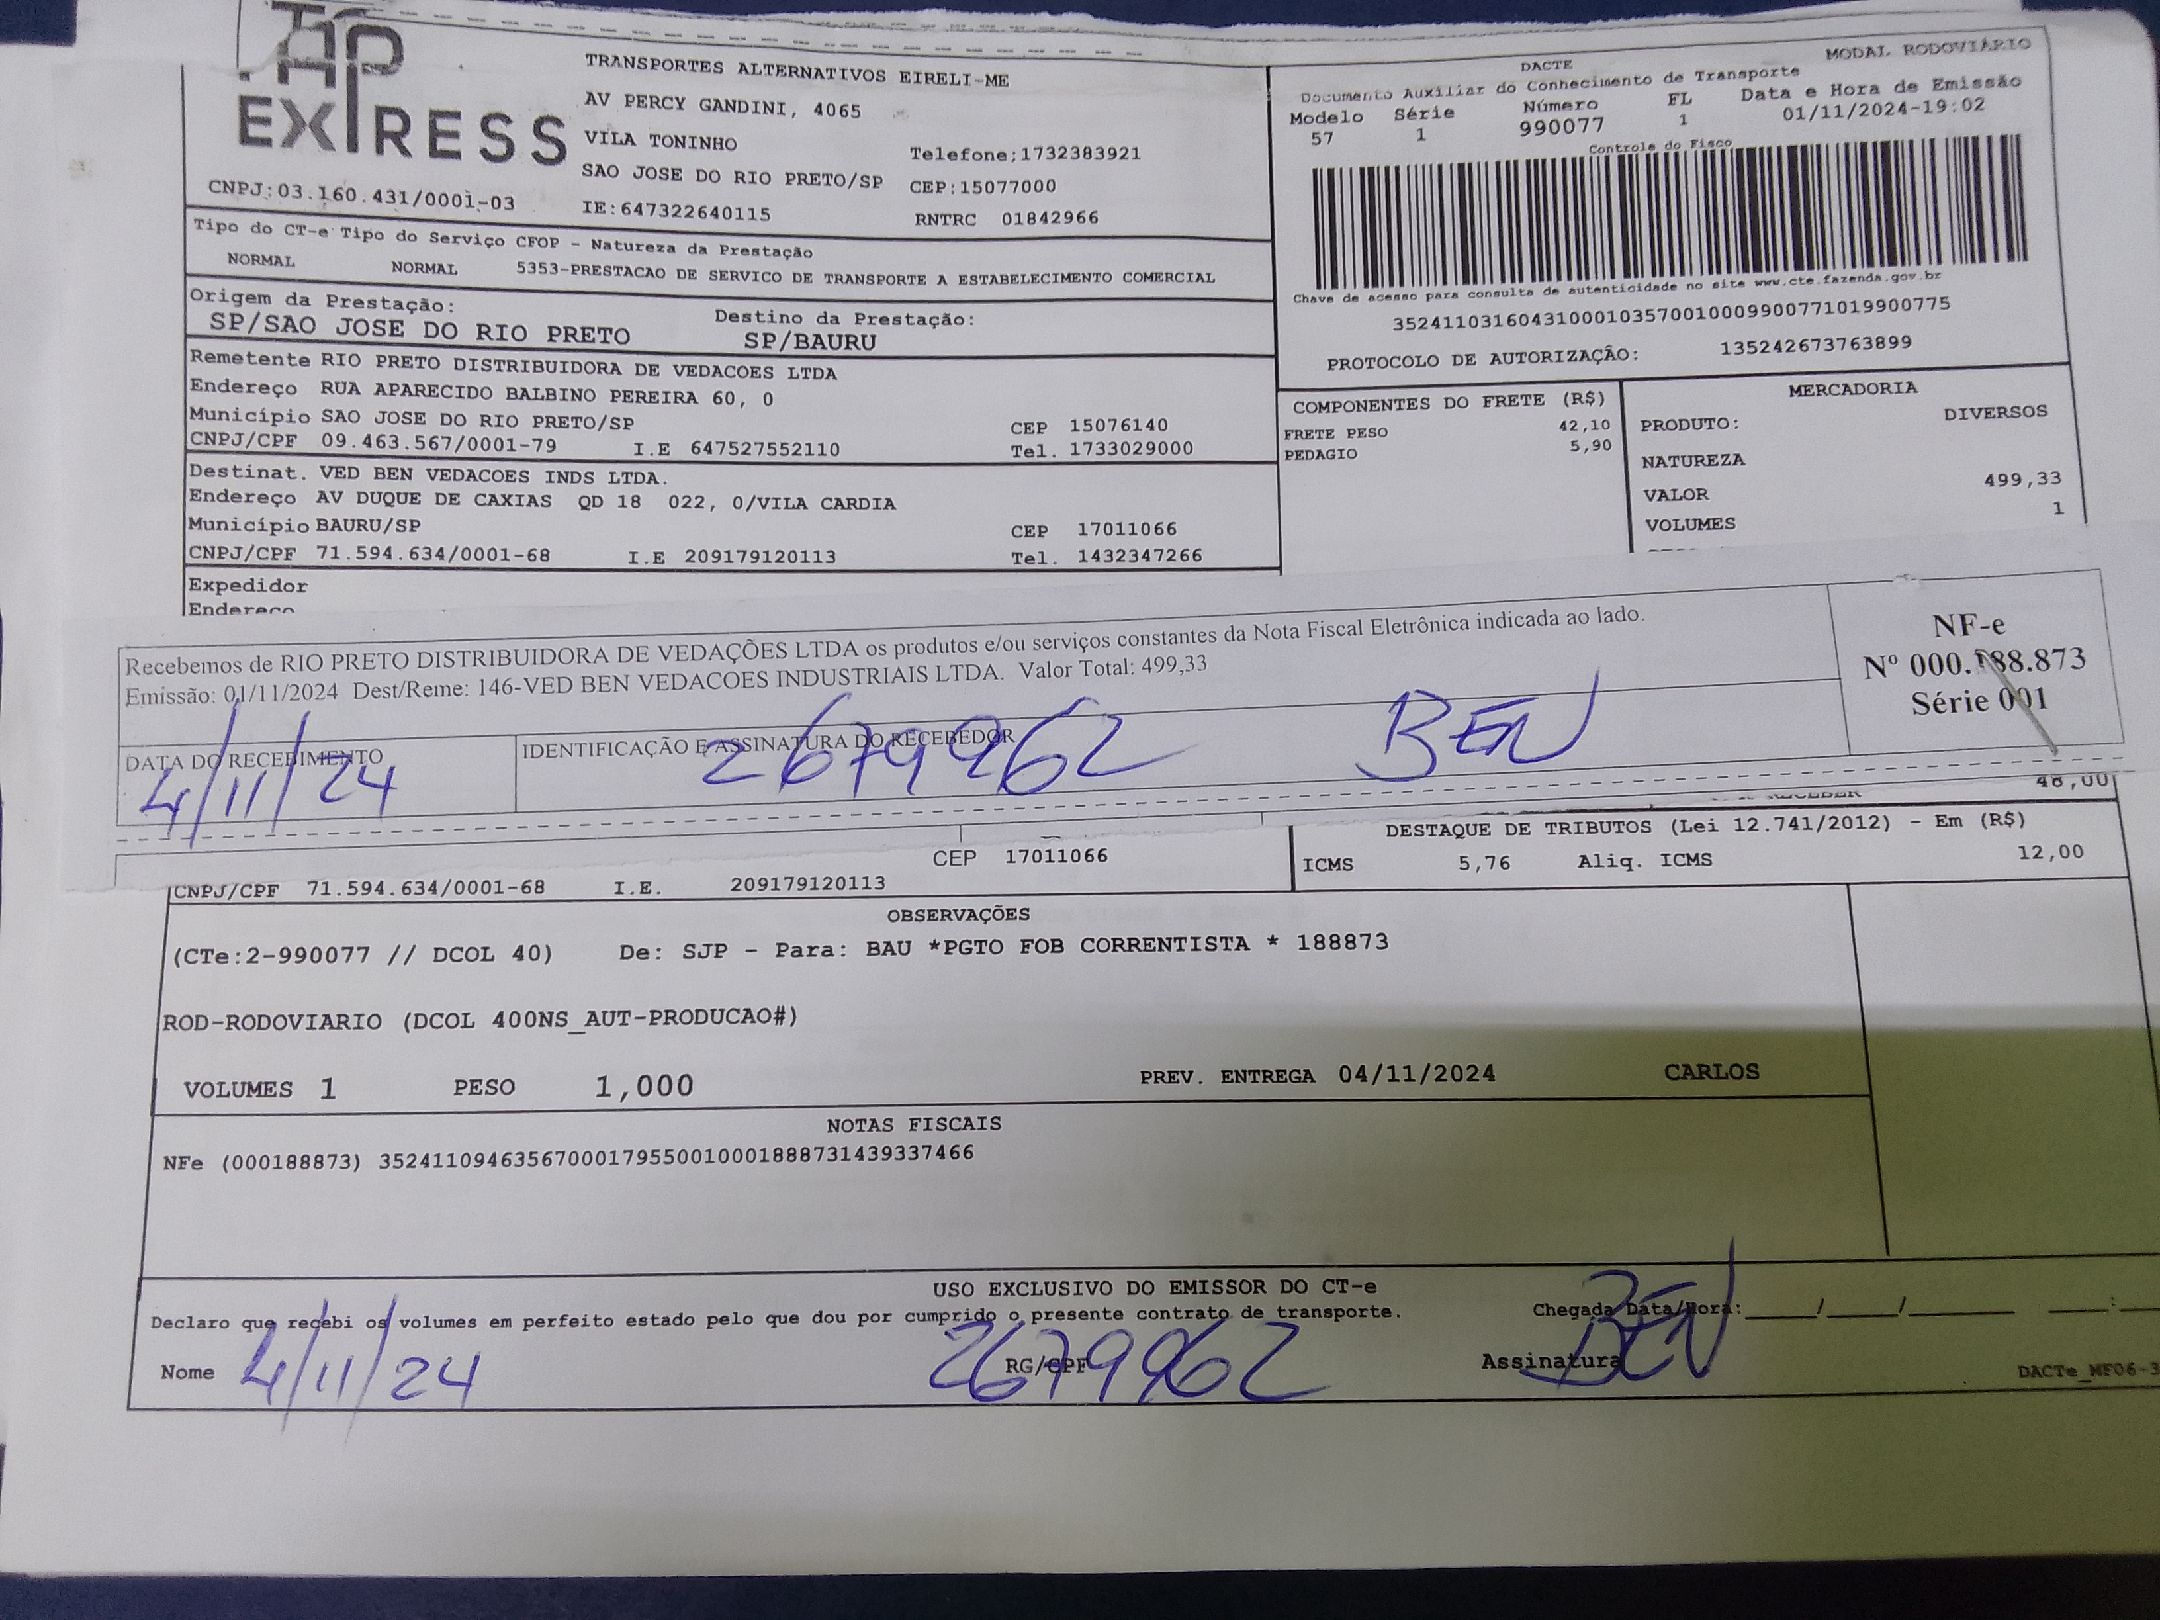 TAP
EXPRESS
CNPJ:03.160.431/0001-03
TRANSPORTES ALTERNATIVOS EIRELI-ME
AV PERCY GANDINI, 4065
VILA TONINHO
Telefone;1732383921
SAO JOSE DO RIO PRETO/SP CEP:15077000
IE:647322640115 RNTRC 01842966
DACTE MODAL RODOVIÁRIO
Documento Auxiliar do Conhecimento de Transporte
Modelo Série Número FL Data e Hora de Emissão
57 1 990077 1 01/11/2024-19:02
Controle do Fisco
Chave de acesso para consulta de autenticidade no site www.cte.fazenda.gov.br
35241103160431000103570010009900771019900775
PROTOCOLO DE AUTORIZAÇÃO: 135242673763899
Tipo do CT-e Tipo do Serviço CFOP - Natureza da Prestação
NORMAL NORMAL 5353-PRESTACAO DE SERVICO DE TRANSPORTE A ESTABELECIMENTO COMERCIAL
Origem da Prestação: Destino da Prestação:
SP/SAO JOSE DO RIO PRETO SP/BAURU
Remetente RIO PRETO DISTRIBUIDORA DE VEDACOES LTDA
Endereço RUA APARECIDO BALBINO PEREIRA 60, 0
Município SAO JOSE DO RIO PRETO/SP CEP 15076140
CNPJ/CPF 09.463.567/0001-79 I.E 647527552110 Tel. 1733029000
Destinat. VED BEN VEDACOES INDS LTDA.
Endereço AV DUQUE DE CAXIAS QD 18 022, 0/VILA CARDIA
Município BAURU/SP CEP 17011066
CNPJ/CPF 71.594.634/0001-68 I.E 209179120113 Tel. 1432347266
Expedidor
Endereço
COMPONENTES DO FRETE (R$)
FRETE PESO 42,10
PEDAGIO 5,90
MERCADORIA
PRODUTO: DIVERSOS
NATUREZA
VALOR 499,33
VOLUMES 1
Recebemos de RIO PRETO DISTRIBUIDORA DE VEDAÇÕES LTDA os produtos e/ou serviços constantes da Nota Fiscal Eletrônica indicada ao lado.
Emissão: 01/11/2024 Dest/Reme: 146-VED BEN VEDACOES INDUSTRIAIS LTDA. Valor Total: 499,33
NF-e
Nº 000.188.873
Série 001
DATA DO RECEBIMENTO IDENTIFICAÇÃO E ASSINATURA DO RECEBEDOR
4/11/24 2679962 BEN
RECEBER 48,00
DESTAQUE DE TRIBUTOS (Lei 12.741/2012) - Em (R$)
ICMS 5,76 Aliq. ICMS 12,00
CEP 17011066
CNPJ/CPF 71.594.634/0001-68 I.E. 209179120113
OBSERVAÇÕES
(CTe:2-990077 // DCOL 40) De: SJP - Para: BAU *PGTO FOB CORRENTISTA * 188873
ROD-RODOVIARIO (DCOL 400NS_AUT-PRODUCAO#)
VOLUMES 1 PESO 1,000 PREV. ENTREGA 04/11/2024 CARLOS
NOTAS FISCAIS
NFe (000188873) 35241109463567000179550010001888731439337466
USO EXCLUSIVO DO EMISSOR DO CT-e
Declaro que recebi os volumes em perfeito estado pelo que dou por cumprido o presente contrato de transporte. Chegada Data/Hora: ____/____/____ __:__
Nome 4/11/24 RG/CPF 2679962 Assinatura BEN
DACTe_MF06-3